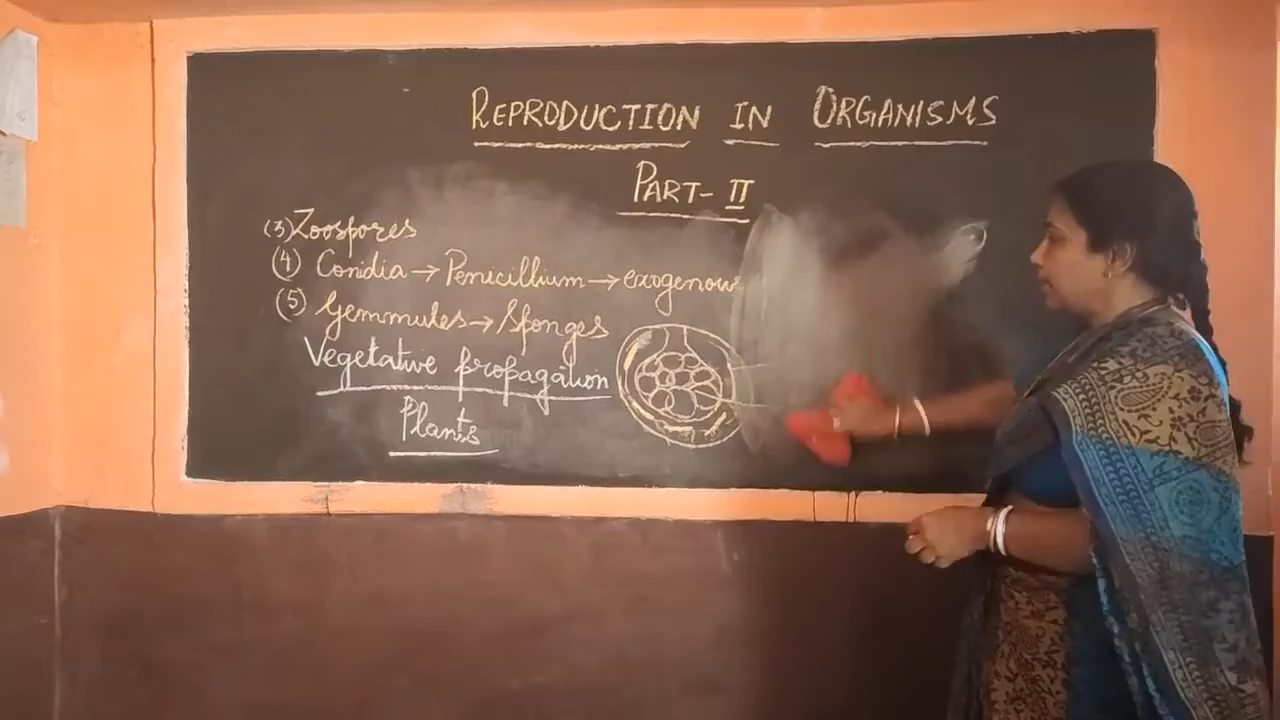 REPRODUCTION IN ORGANISMS
PART-II
(3) Zoospores
(4) Conidia → Penicillium → exogenous
(5) Gemmules → Sponges
Vegetative propagation
Plants